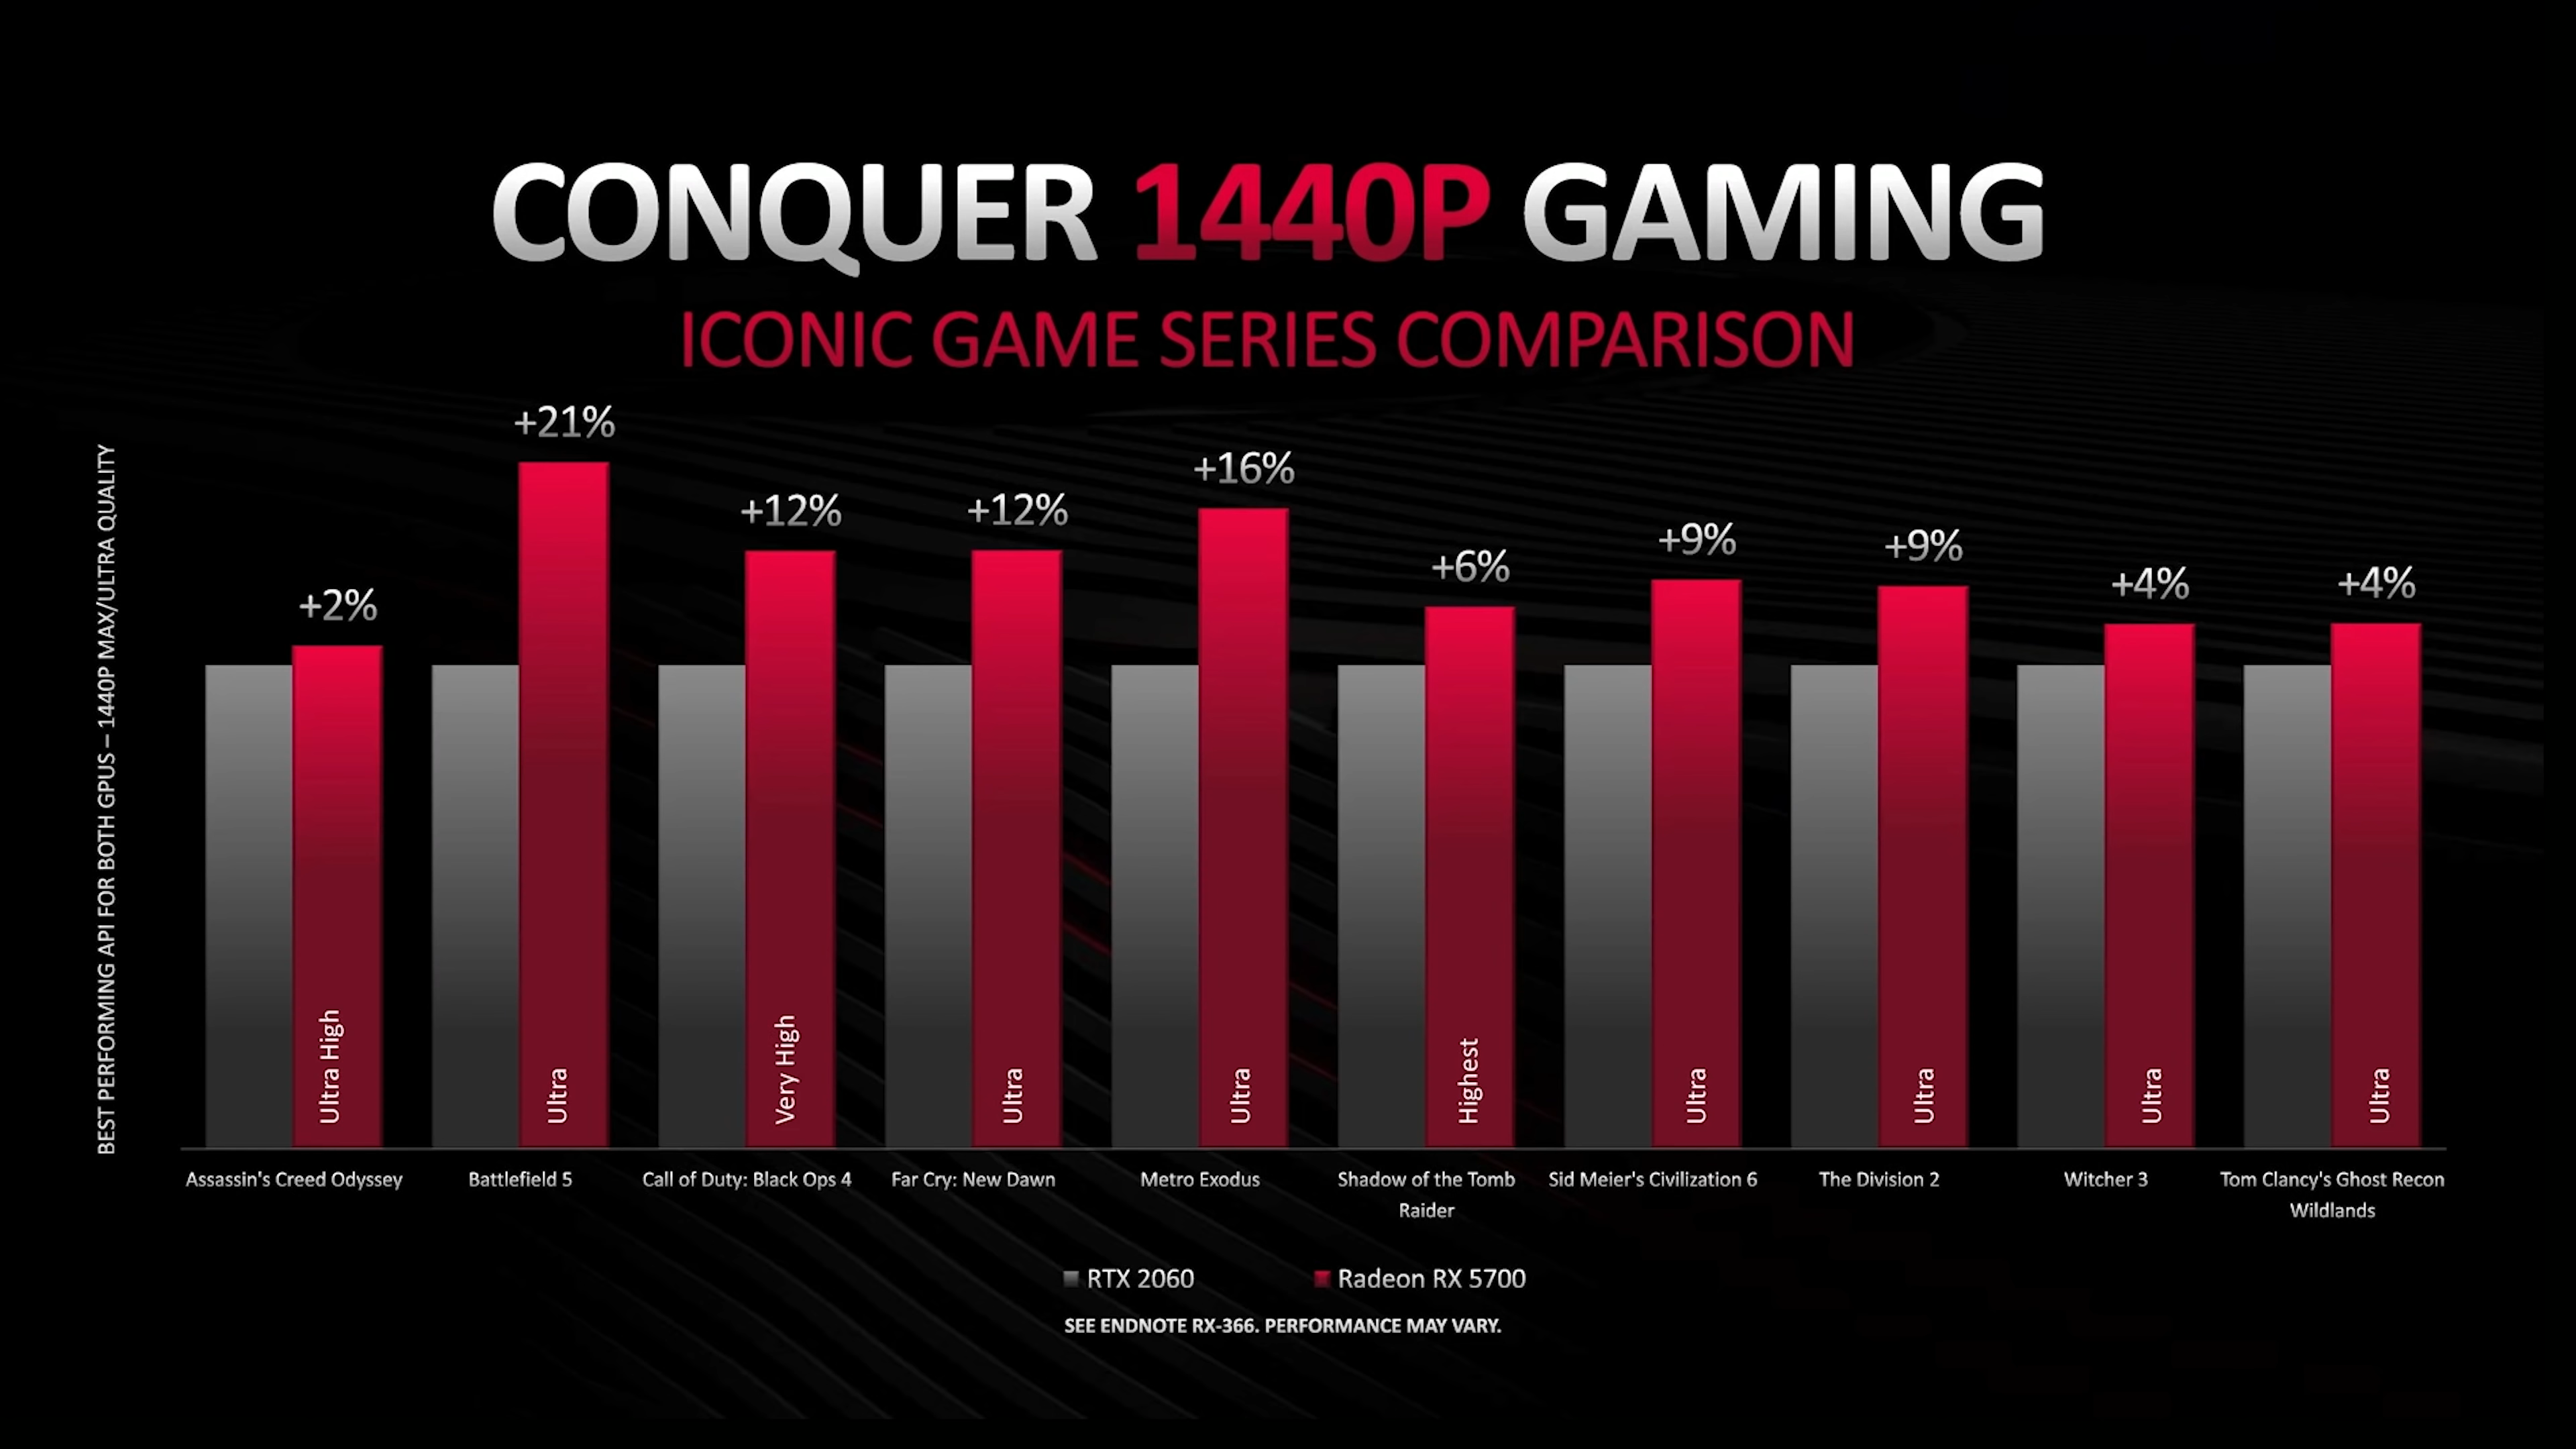 CONQUER 1440P GAMING
ICONIC GAME SERIES COMPARISON
BEST PERFORMING API FOR BOTH GPUS – 1440P MAX/ULTRA QUALITY
+2%
+21%
+12%
+12%
+16%
+6%
+9%
+9%
+4%
+4%
Ultra High
Ultra
Very High
Ultra
Ultra
Highest
Ultra
Ultra
Ultra
Ultra
Assassin's Creed Odyssey
Battlefield 5
Call of Duty: Black Ops 4
Far Cry: New Dawn
Metro Exodus
Shadow of the Tomb
Raider
Sid Meier's Civilization 6
The Division 2
Witcher 3
Tom Clancy's Ghost Recon
Wildlands
RTX 2060
Radeon RX 5700
SEE ENDNOTE RX-366. PERFORMANCE MAY VARY.